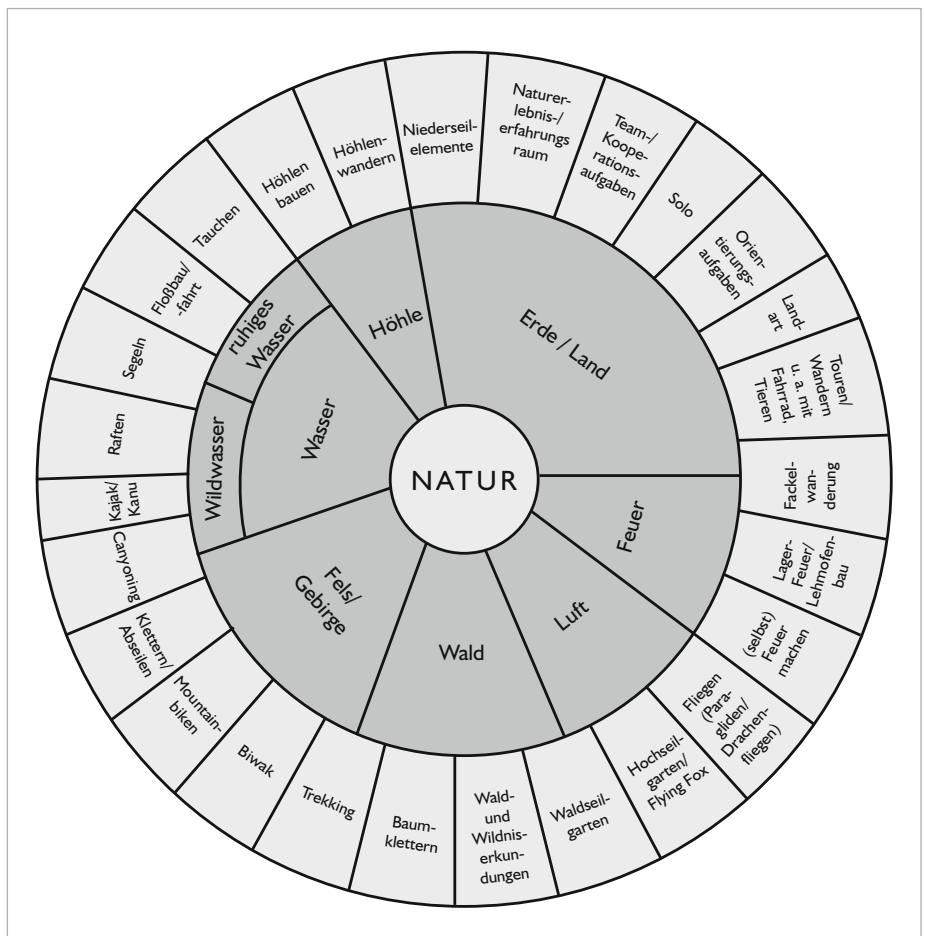 NATUR
Erde / Land
Feuer
Luft
Wald
Fels/
Gebirge
Wasser
Wildwasser
ruhiges
Wasser
Höhle
Niederseil-
elemente
Naturer-
lebnis-/
erfahrungs
raum
Team-/
Koope-
rations-
aufgaben
Solo
Orien-
tierungs-
aufgaben
Land-
art
Touren/
Wandern
u. a. mit
Fahrrad,
Tieren
Fackel-
wan-
derung
Lager-
Feuer/
Lehmofen-
bau
(selbst)
Feuer
machen
Fliegen
(Para-
gliden/
Drachen-
fliegen)
Hochseil-
garten/
Flying Fox
Waldseil-
garten
Wald-
und
Wildnis-
erkun-
dungen
Baum-
klettern
Trekking
Biwak
Mountain-
biken
Klettern/
Abseilen
Canyoning
Kajak/
Kanu
Raften
Segeln
Floßbau/
-fahrt
Tauchen
Höhlen
bauen
Höhlen-
wandern